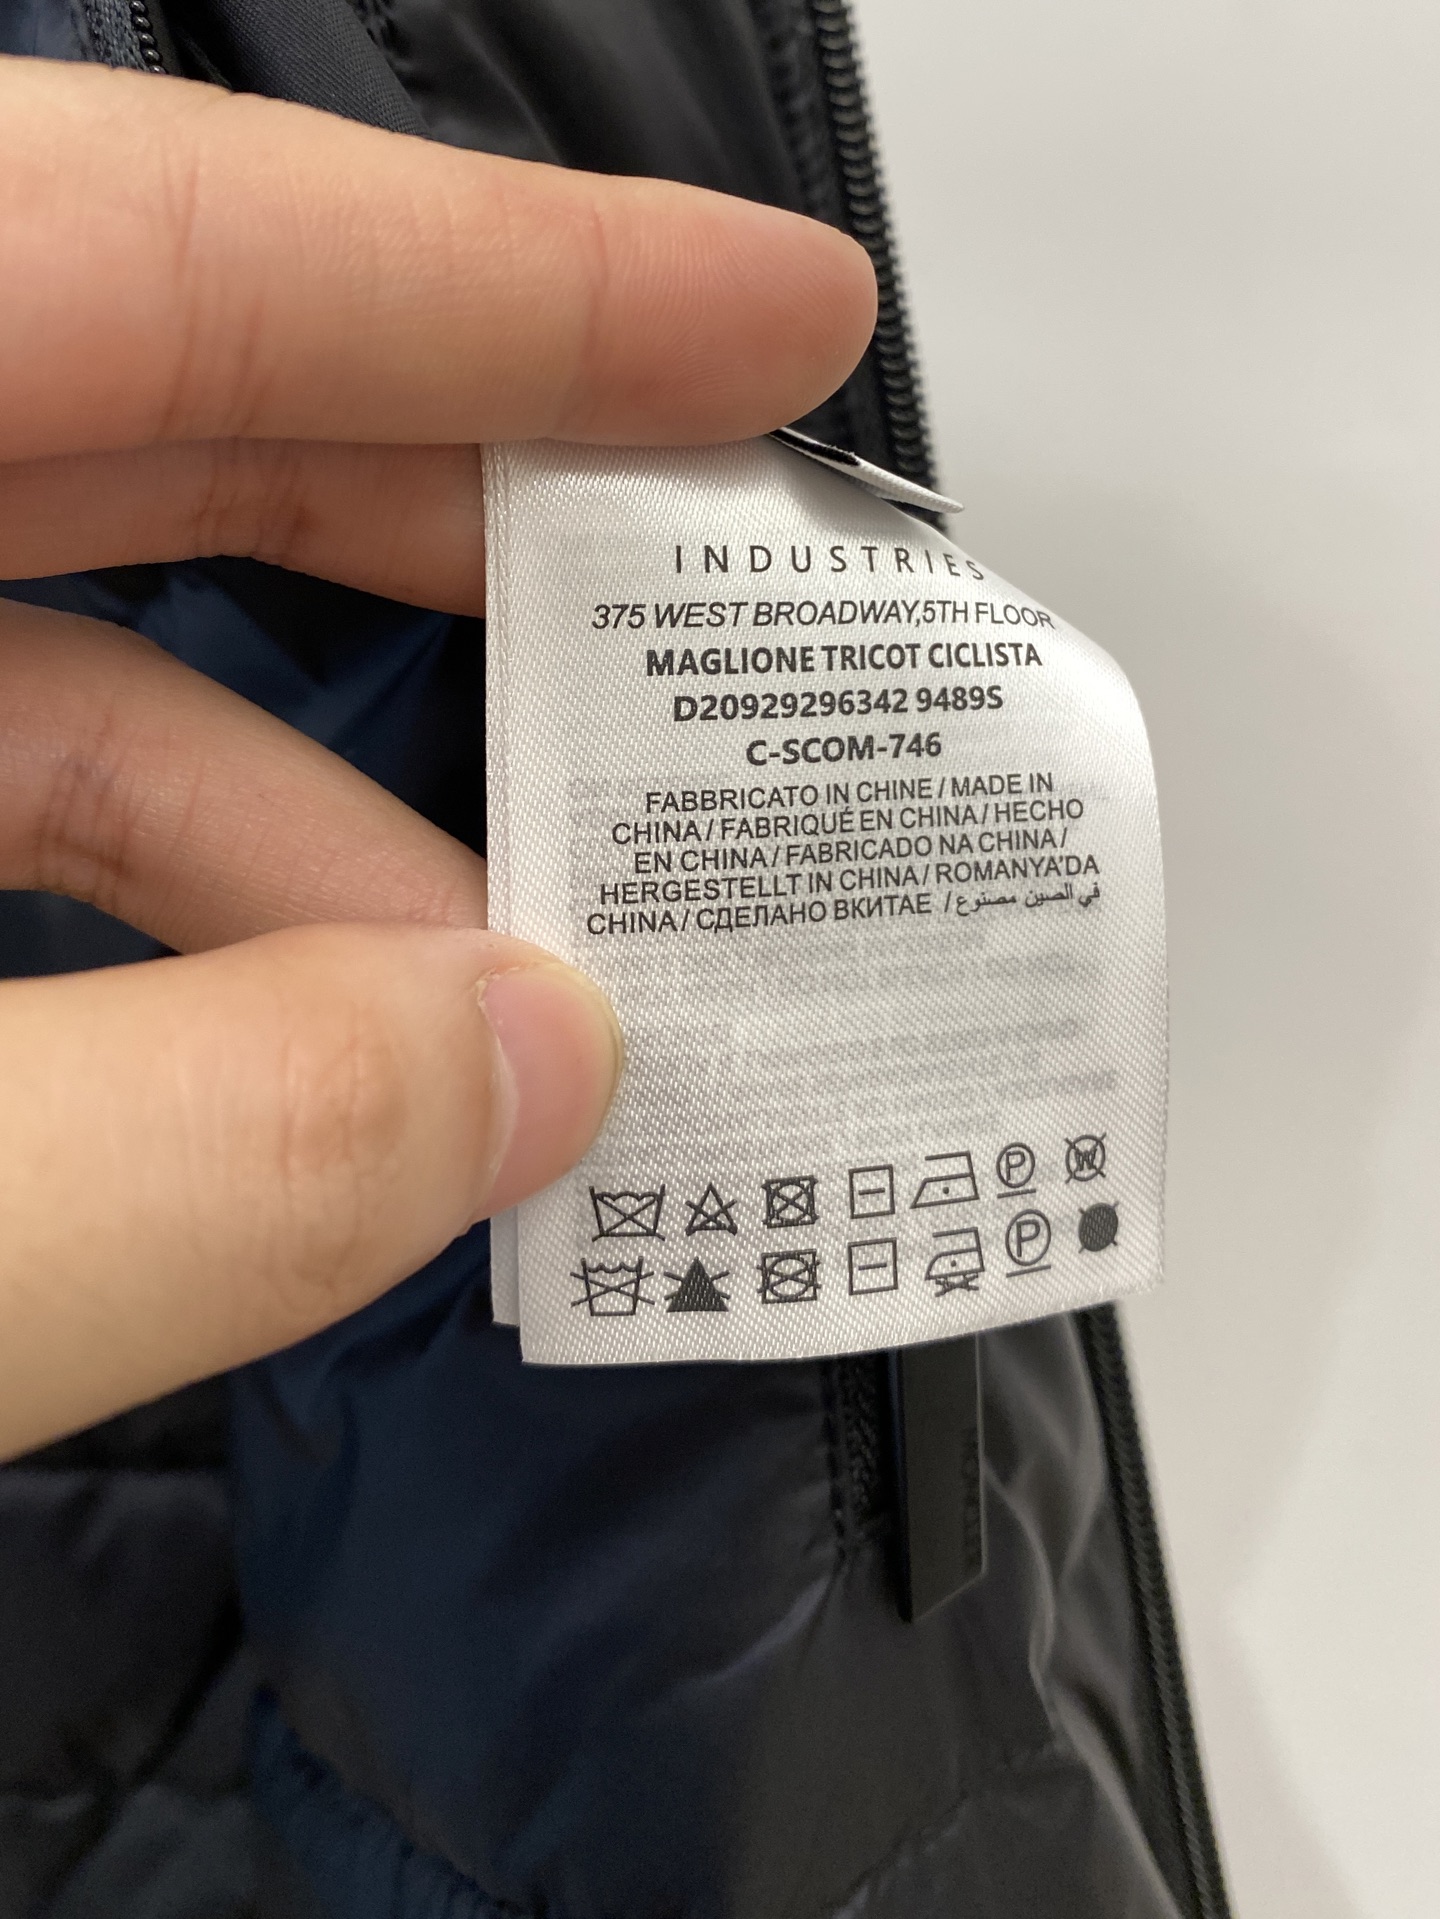 INDUSTRIES
375 WEST BROADWAY,5TH FLOOR
MAGLIONE TRICOT CICLISTA
D20929296342 9489S
C-SCOM-746
FABBRICATO IN CHINE / MADE IN
CHINA / FABRIQUÉ EN CHINA / HECHO
EN CHINA / FABRICADO NA CHINA /
HERGESTELLT IN CHINA / ROMANYA'DA
CHINA / СДЕЛАНО ВКИТАЕ / في الصين مصنوع
P W
P